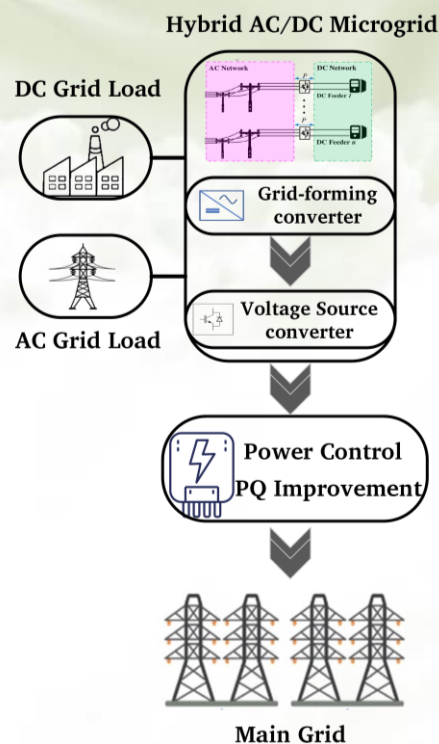 Hybrid AC/DC Microgrid
AC Network
DC Network
P
DC Feeder 1
P
DC Feeder n
DC Grid Load
Grid-forming
converter
Voltage Source
converter
AC Grid Load
Power Control
PQ Improvement
Main Grid